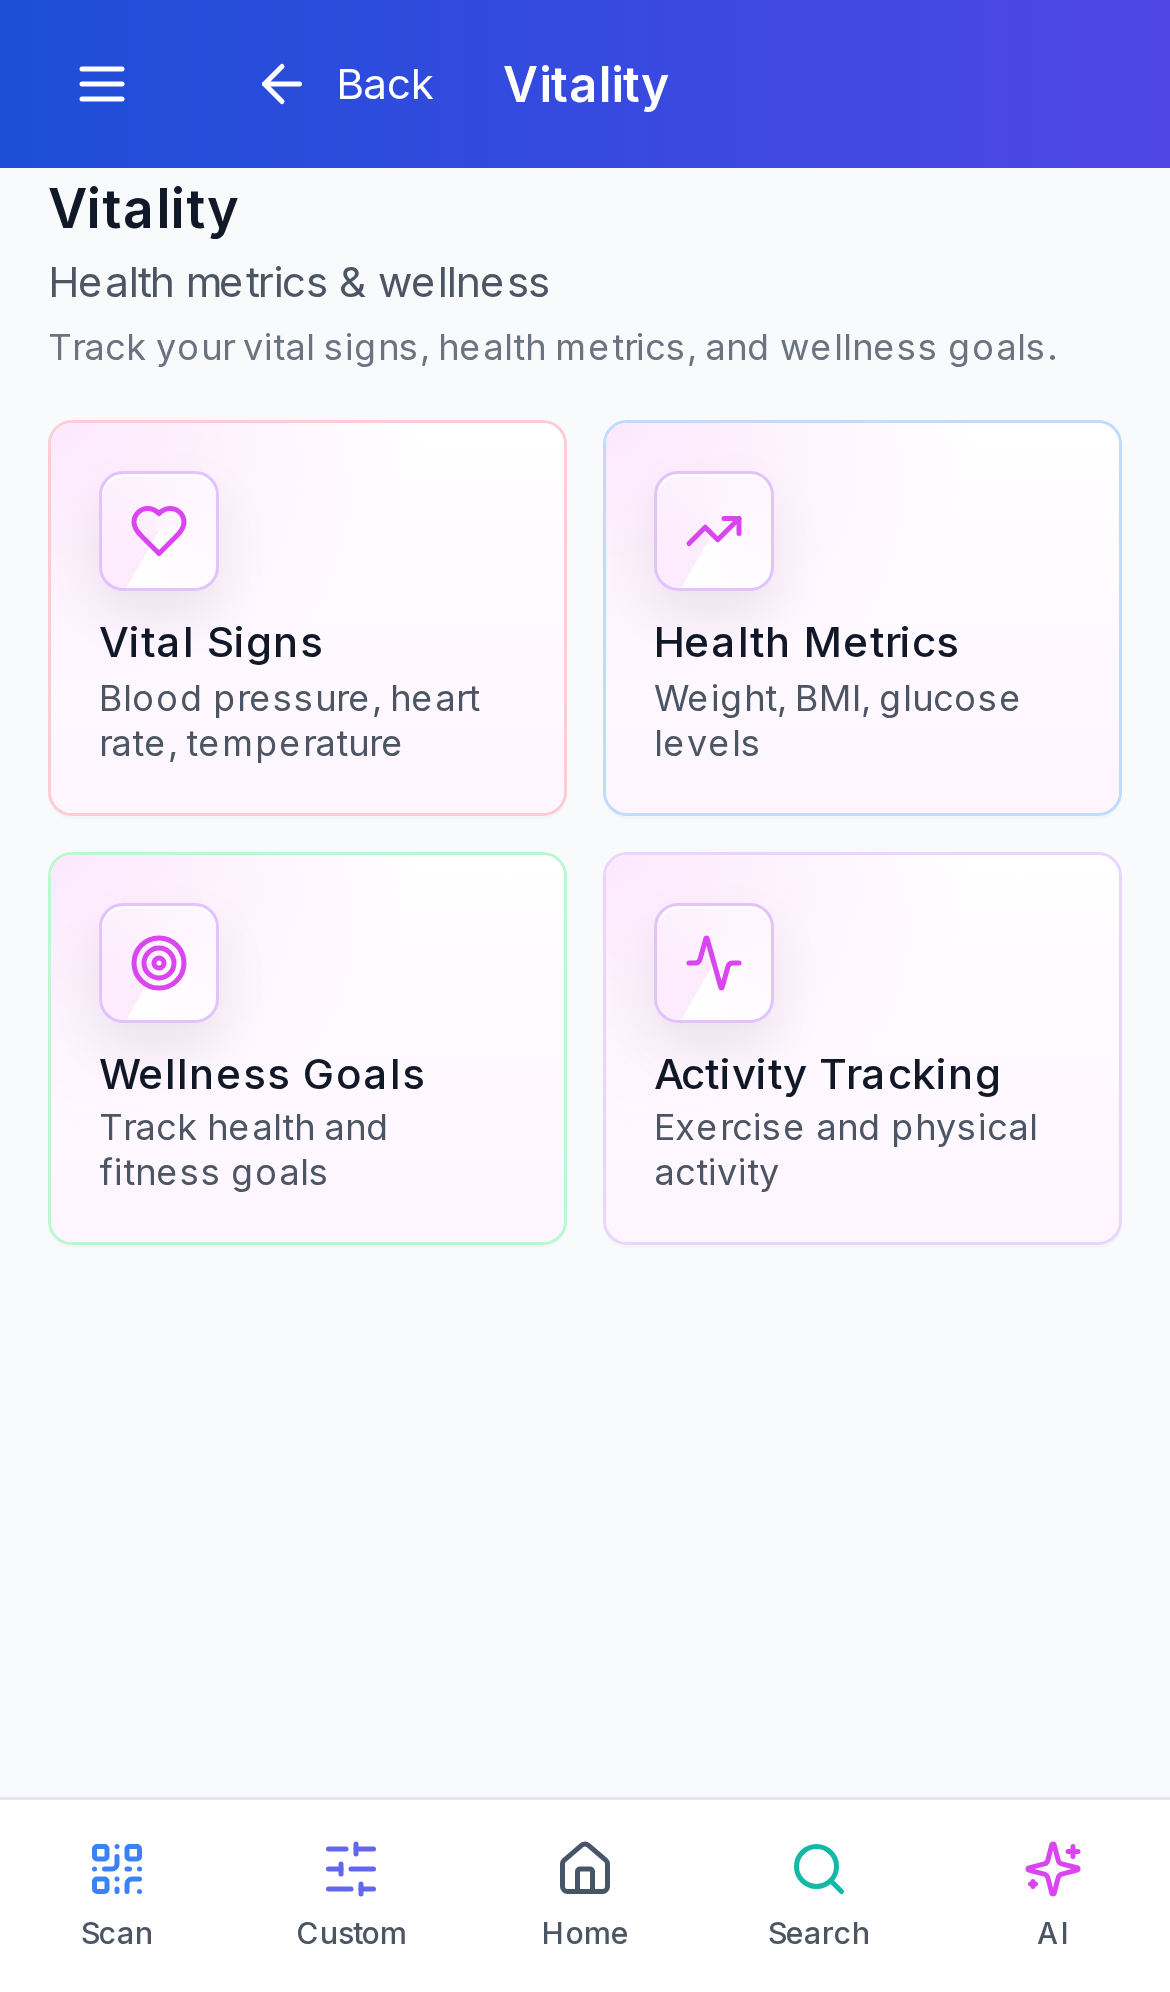 Back
Vitality
Vitality
Health metrics & wellness
Track your vital signs, health metrics, and wellness goals.
Vital Signs
Blood pressure, heart
rate, temperature
Health Metrics
Weight, BMI, glucose
levels
Wellness Goals
Track health and
fitness goals
Activity Tracking
Exercise and physical
activity
Scan
Custom
Home
Search
AI